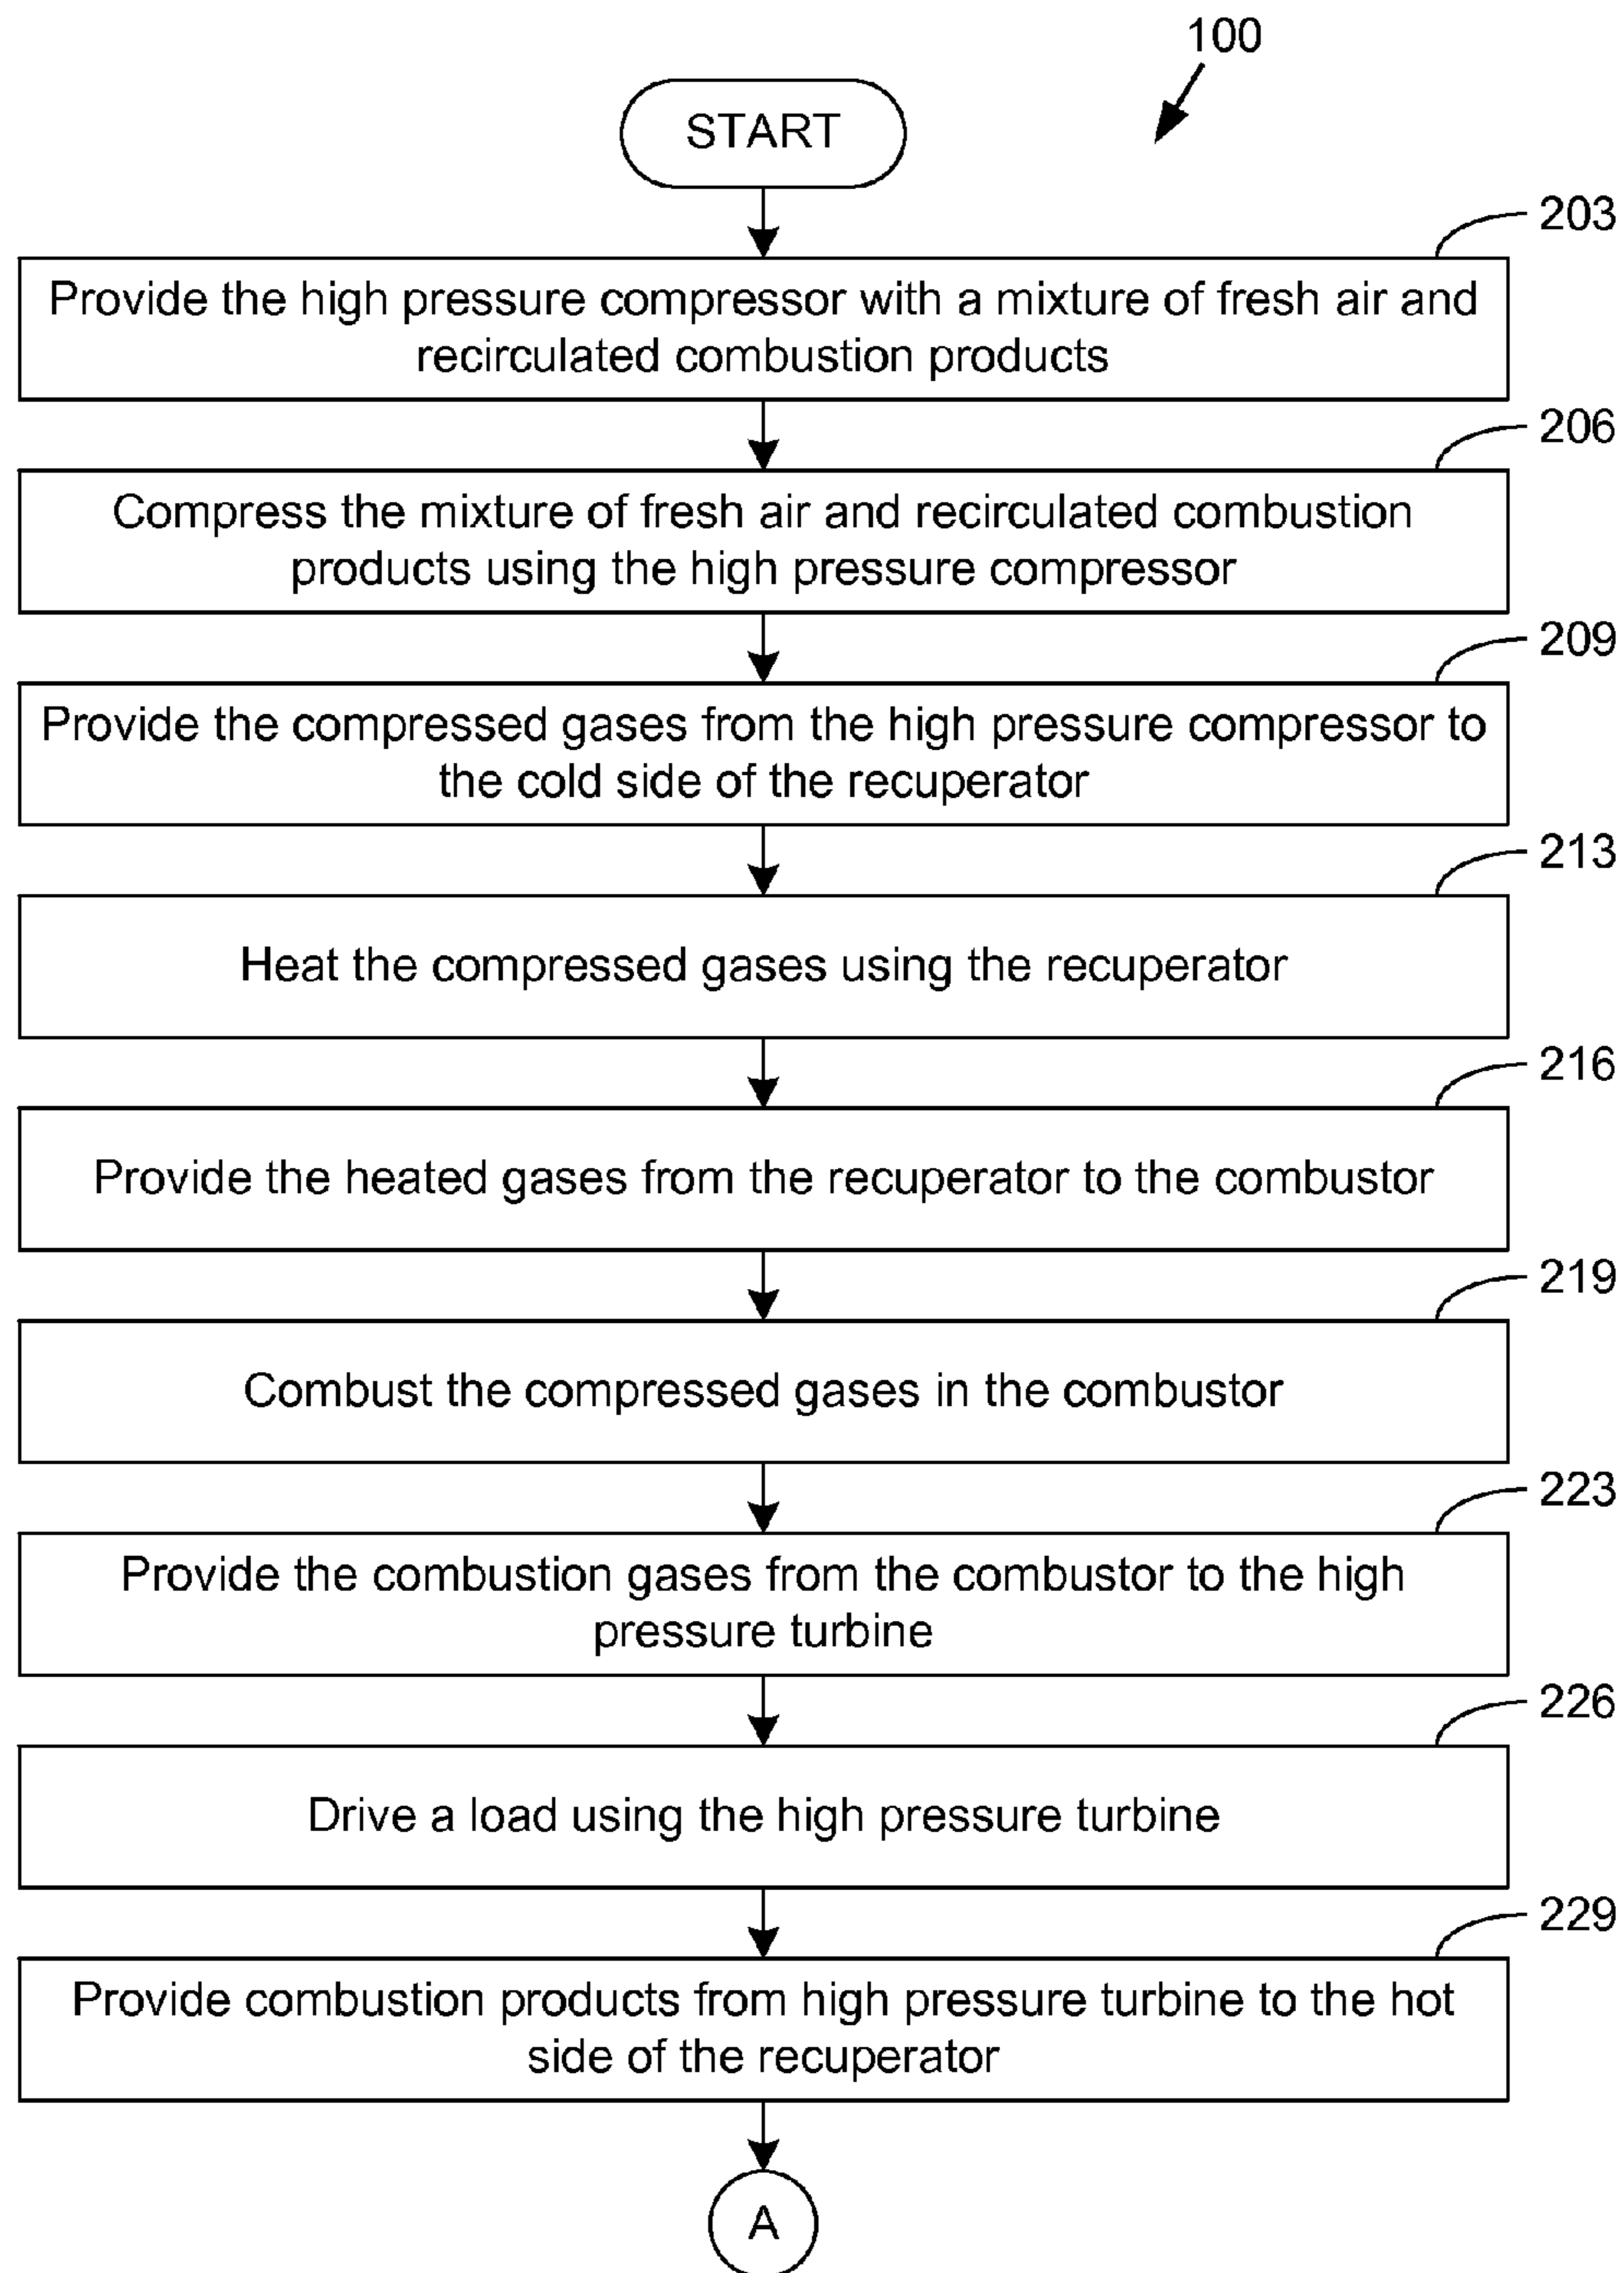 100
START
203
Provide the high pressure compressor with a mixture of fresh air and
recirculated combustion products
206
Compress the mixture of fresh air and recirculated combustion
products using the high pressure compressor
209
Provide the compressed gases from the high pressure compressor to
the cold side of the recuperator
213
Heat the compressed gases using the recuperator
216
Provide the heated gases from the recuperator to the combustor
219
Combust the compressed gases in the combustor
223
Provide the combustion gases from the combustor to the high
pressure turbine
226
Drive a load using the high pressure turbine
229
Provide combustion products from high pressure turbine to the hot
side of the recuperator
A